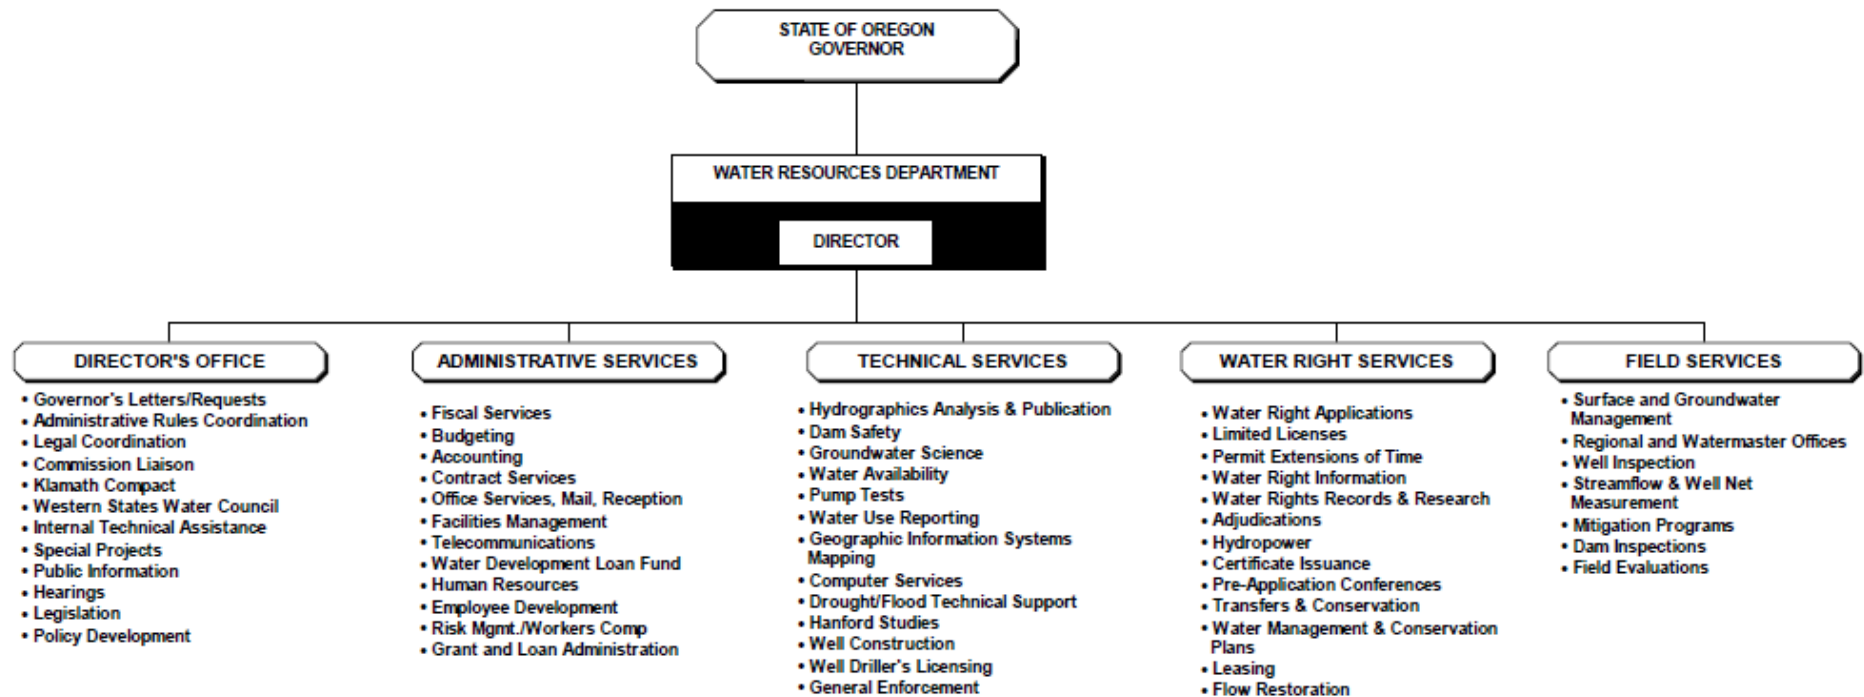 STATE OF OREGON
GOVERNOR
WATER RESOURCES DEPARTMENT
DIRECTOR
DIRECTOR'S OFFICE
• Governor's Letters/Requests
• Administrative Rules Coordination
• Legal Coordination
• Commission Liaison
• Klamath Compact
• Western States Water Council
• Internal Technical Assistance
• Special Projects
• Public Information
• Hearings
• Legislation
• Policy Development
ADMINISTRATIVE SERVICES
• Fiscal Services
• Budgeting
• Accounting
• Contract Services
• Office Services, Mail, Reception
• Facilities Management
• Telecommunications
• Water Development Loan Fund
• Human Resources
• Employee Development
• Risk Mgmt./Workers Comp
• Grant and Loan Administration
TECHNICAL SERVICES
• Hydrographics Analysis & Publication
• Dam Safety
• Groundwater Science
• Water Availability
• Pump Tests
• Water Use Reporting
• Geographic Information Systems
Mapping
• Computer Services
• Drought/Flood Technical Support
• Hanford Studies
• Well Construction
• Well Driller's Licensing
• General Enforcement
WATER RIGHT SERVICES
• Water Right Applications
• Limited Licenses
• Permit Extensions of Time
• Water Right Information
• Water Rights Records & Research
• Adjudications
• Hydropower
• Certificate Issuance
• Pre-Application Conferences
• Transfers & Conservation
• Water Management & Conservation
Plans
• Leasing
• Flow Restoration
FIELD SERVICES
• Surface and Groundwater
Management
• Regional and Watermaster Offices
• Well Inspection
• Streamflow & Well Net
Measurement
• Mitigation Programs
• Dam Inspections
• Field Evaluations